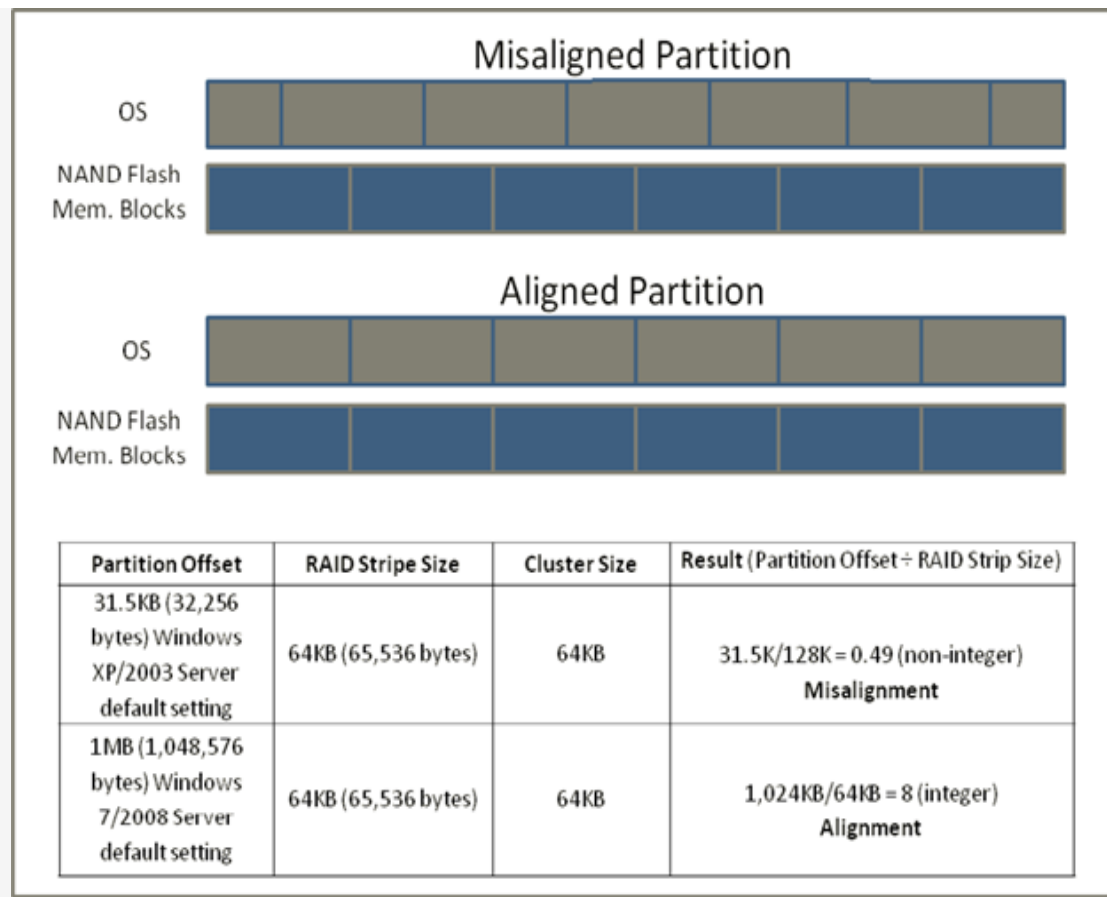 Misaligned Partition
OS
NAND Flash
Mem. Blocks
Aligned Partition
OS
NAND Flash
Mem. Blocks
Partition Offset
RAID Stripe Size
Cluster Size
Result (Partition Offset ÷ RAID Strip Size)
31.5KB (32,256
bytes) Windows
XP/2003 Server
default setting
64KB (65,536 bytes)
64KB
31.5K/128K = 0.49 (non-integer)
Misalignment
1MB (1,048,576
bytes) Windows
7/2008 Server
default setting
64KB (65,536 bytes)
64KB
1,024KB/64KB = 8 (integer)
Alignment